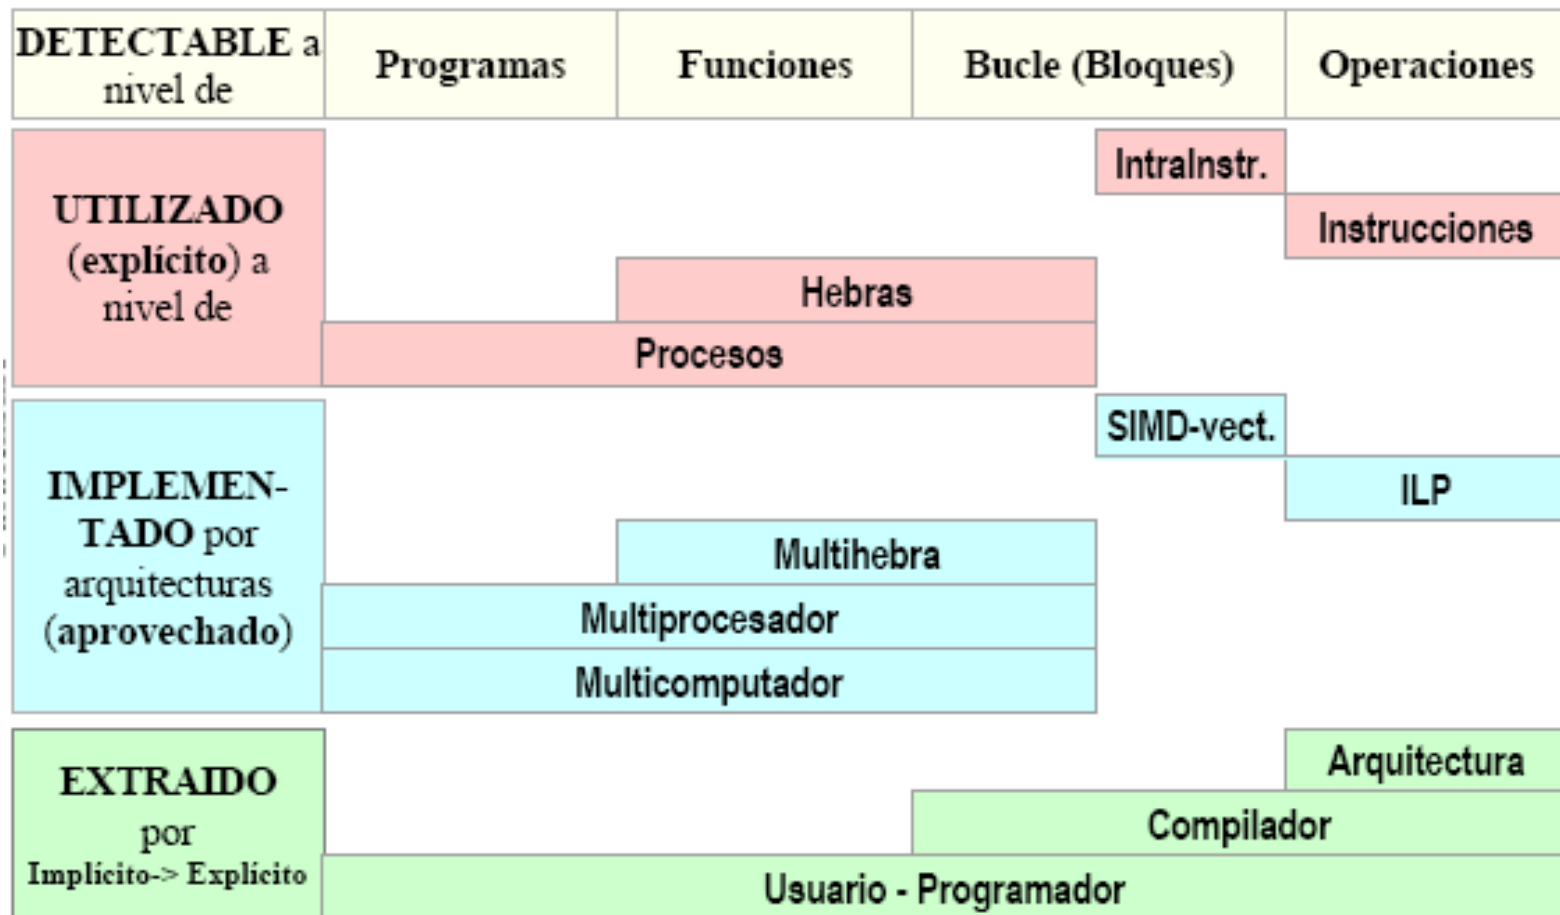 DETECTABLE a
nivel de
Programas
Funciones
Bucle (Bloques)
Operaciones
UTILIZADO
(explícito) a
nivel de
IntraInstr.
Instrucciones
Hebras
Procesos
IMPLEMEN-
TADO por
arquitecturas
(aprovechado)
SIMD-vect.
ILP
Multihebra
Multiprocesador
Multicomputador
EXTRAIDO
por
Implícito-> Explícito
Arquitectura
Compilador
Usuario - Programador